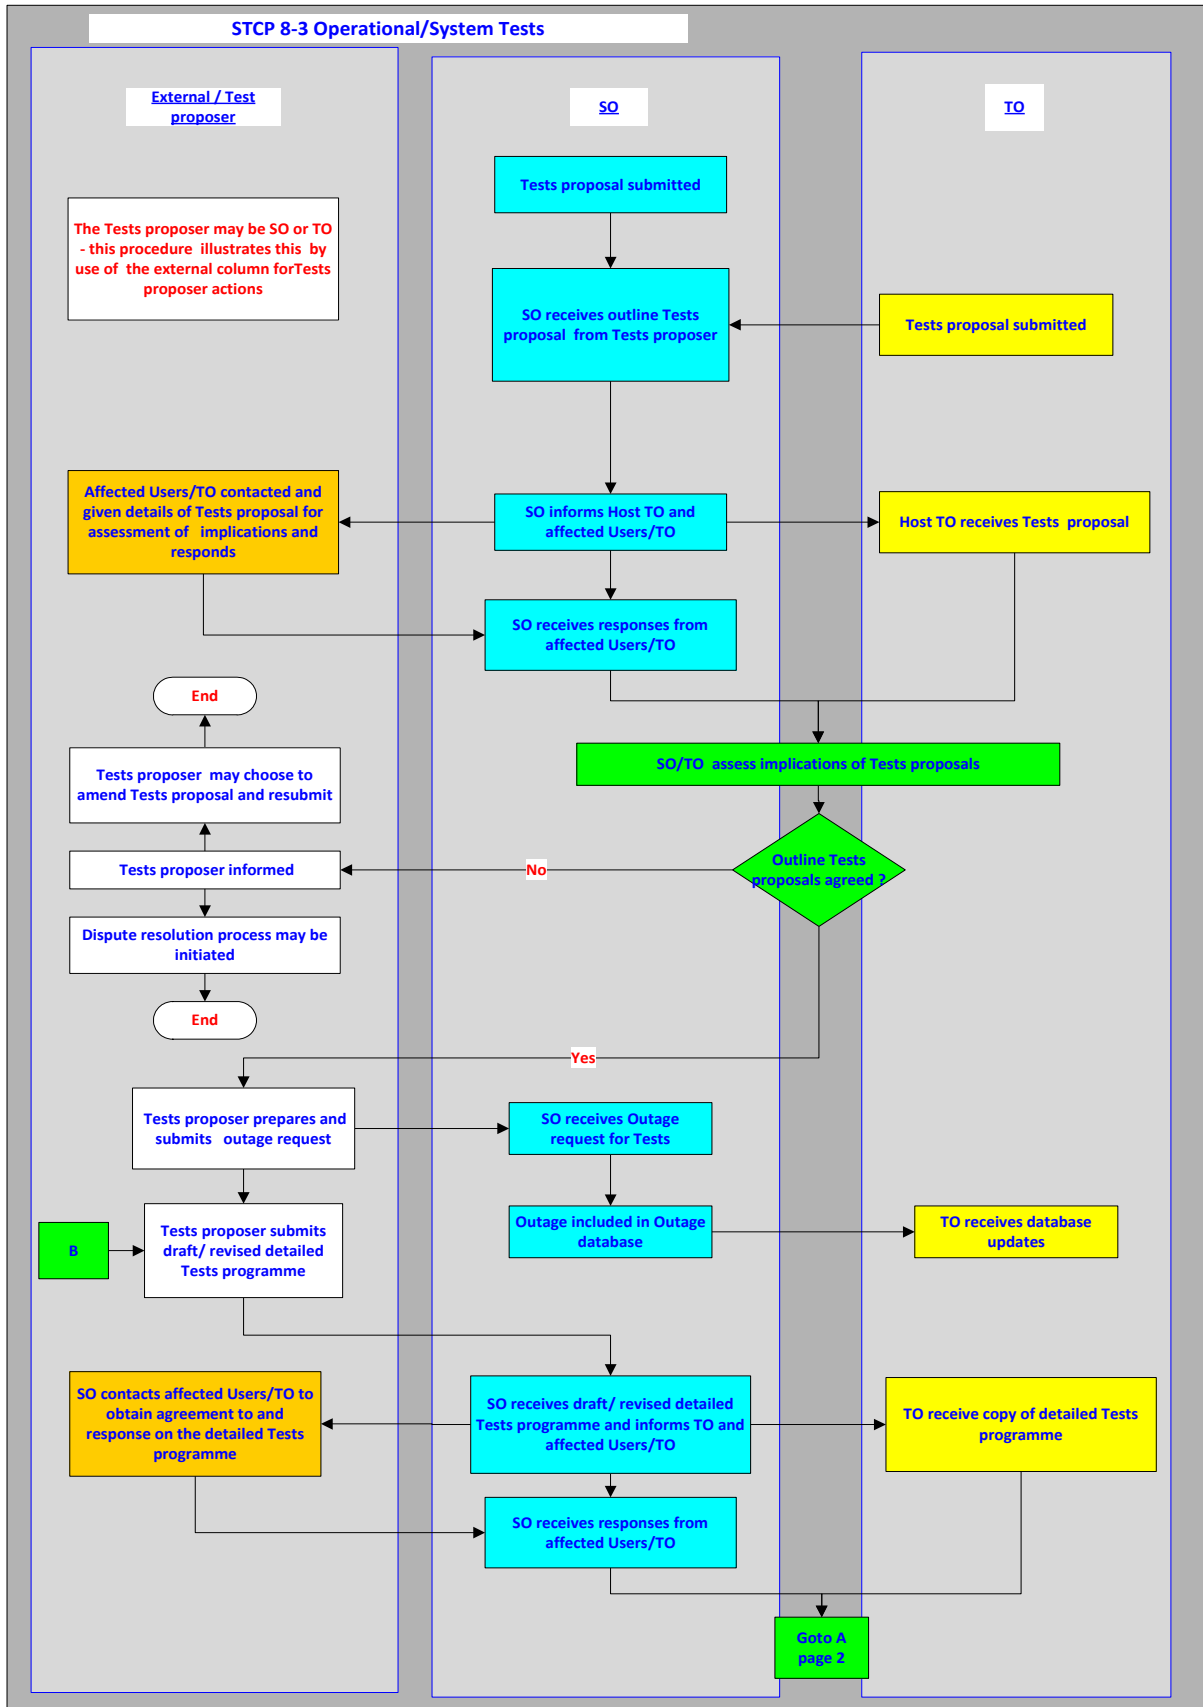 STCP 8-3 Operational/System Tests
External / Test
proposer
SO
TO
Tests proposal submitted
The Tests proposer may be SO or TO
- this procedure illustrates this by
use of the external column forTests
proposer actions
SO receives outline Tests
proposal from Tests proposer
Tests proposal submitted
Affected Users/TO contacted and
given details of Tests proposal for
assessment of implications and
responds
SO informs Host TO and
affected Users/TO
Host TO receives Tests proposal
SO receives responses from
affected Users/TO
End
SO/TO assess implications of Tests proposals
Tests proposer may choose to
amend Tests proposal and resubmit
Outline Tests
proposals agreed ?
No
Tests proposer informed
Dispute resolution process may be
initiated
End
Yes
Tests proposer prepares and
submits outage request
SO receives Outage
request for Tests
B
Tests proposer submits
draft/ revised detailed
Tests programme
Outage included in Outage
database
TO receives database
updates
SO contacts affected Users/TO to
obtain agreement to and
response on the detailed Tests
programme
SO receives draft/ revised detailed
Tests programme and informs TO and
affected Users/TO
TO receive copy of detailed Tests
programme
SO receives responses from
affected Users/TO
Goto A
page 2